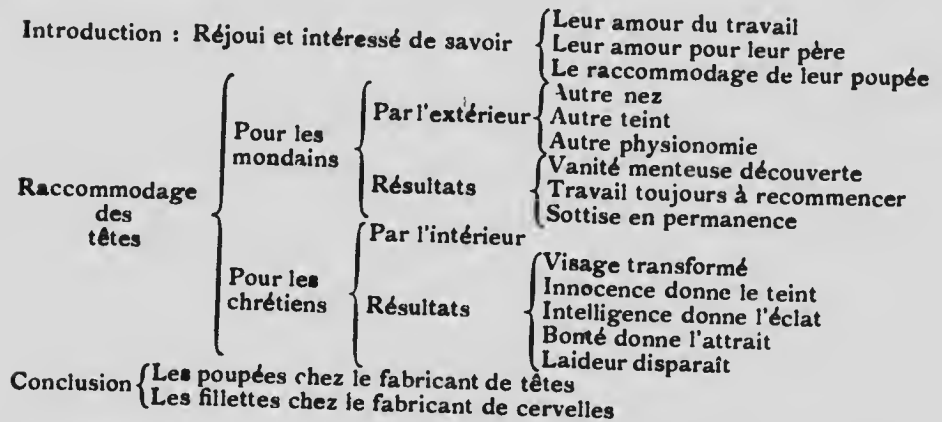 Introduction : Réjoui et intéressé de savoir
Leur amour du travail
Leur amour pour leur père
Le raccommodage de leur poupée
Raccommodage
des
têtes
Pour les
mondains
Par l'extérieur
Autre nez
Autre teint
Autre physionomie
Résultats
Vanité menteuse découverte
Travail toujours à recommencer
Sottise en permanence
Pour les
chrétiens
Par l'intérieur
Résultats
Visage transformé
Innocence donne le teint
Intelligence donne l'éclat
Bonté donne l'attrait
Laideur disparaît
Conclusion
Les poupées chez le fabricant de têtes
Les fillettes chez le fabricant de cervelles